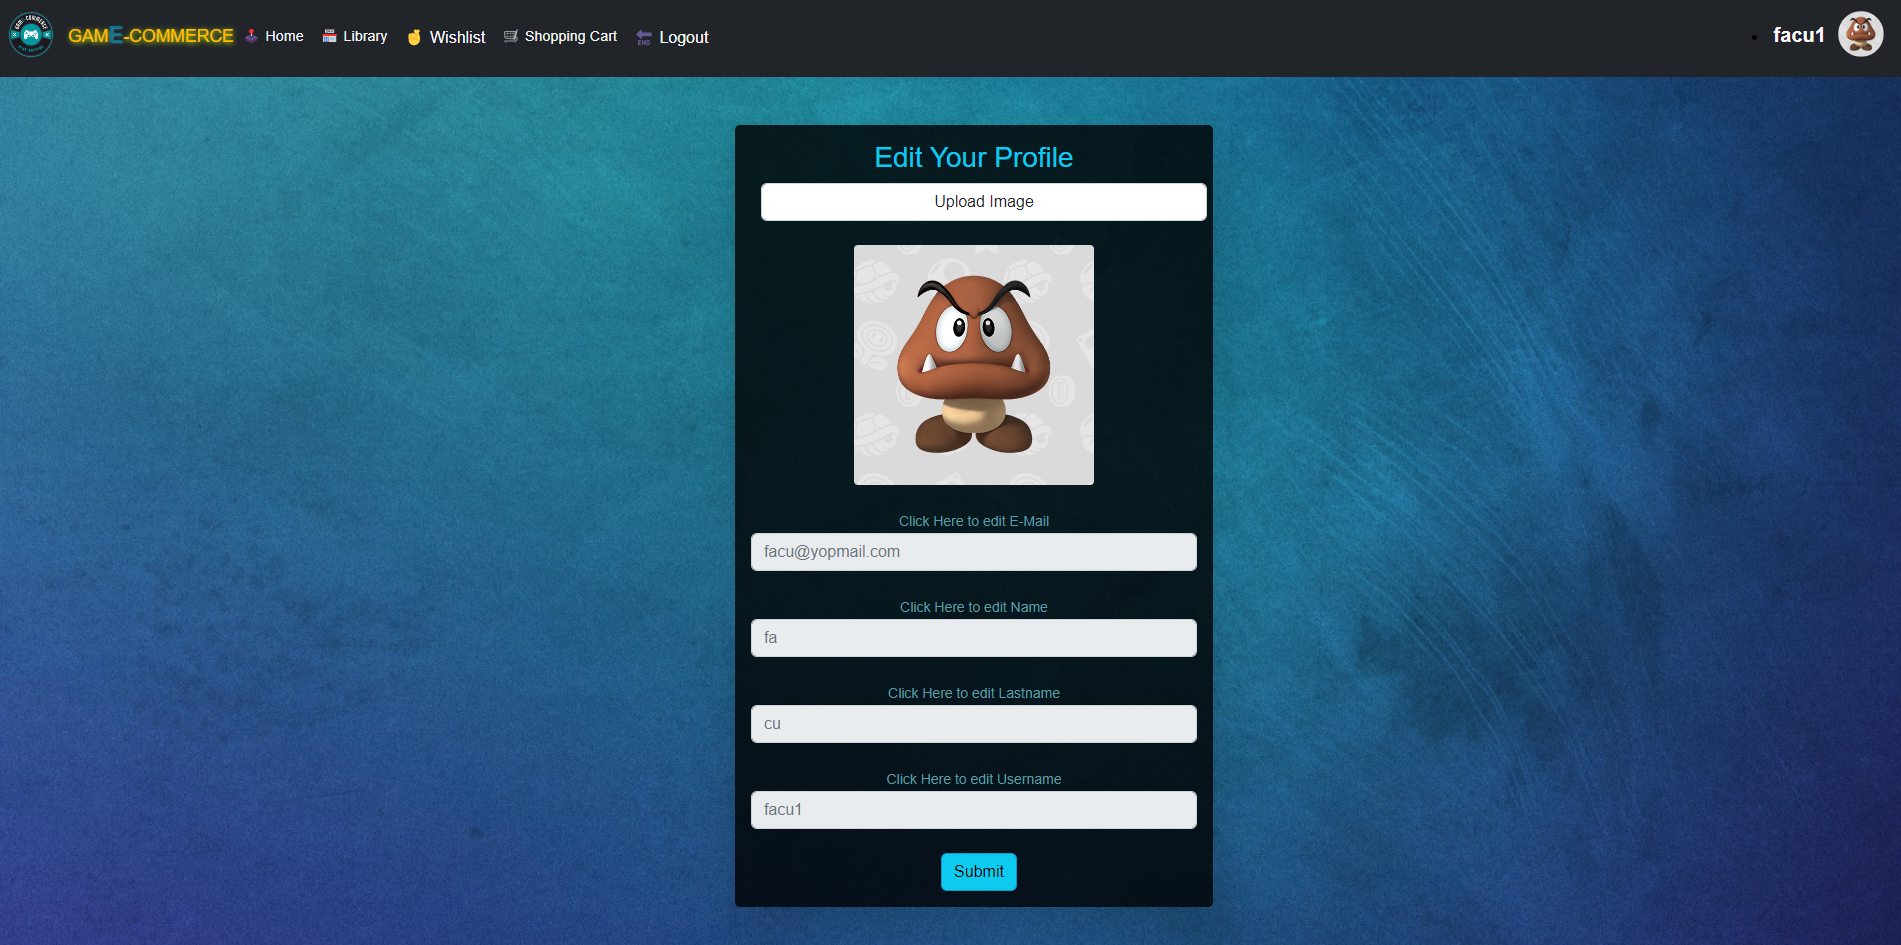 GAME-COMMERCE Home Library Wishlist Shopping Cart END Logout facu1
Edit Your Profile
Upload Image
Click Here to edit E-Mail
facu@yopmail.com
Click Here to edit Name
fa
Click Here to edit Lastname
cu
Click Here to edit Username
facu1
Submit